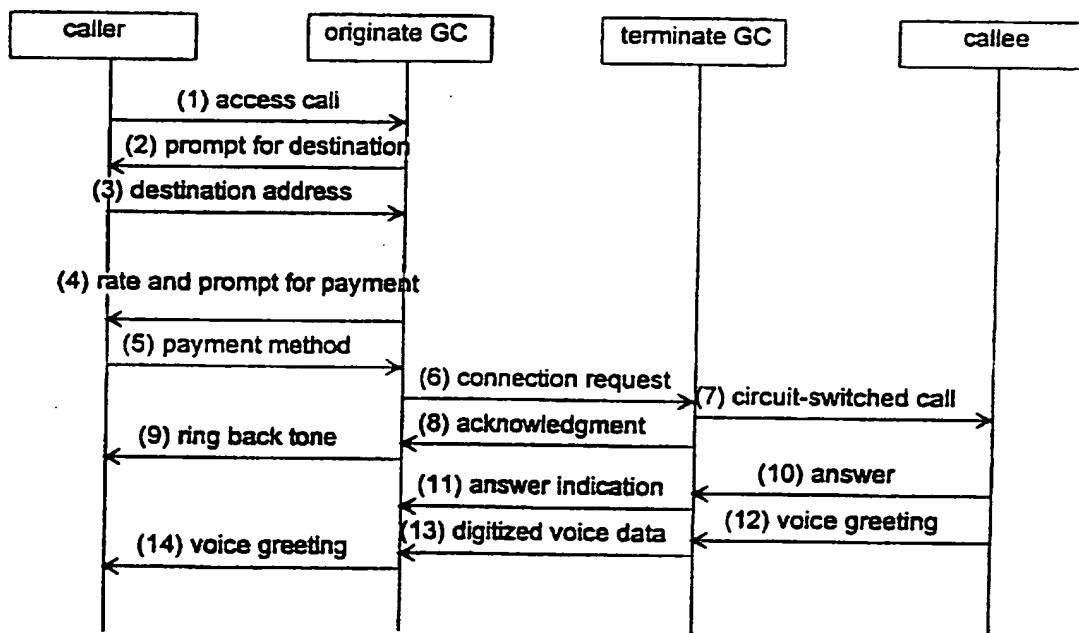 caller
originate GC
terminate GC
callee
(1) access call
(2) prompt for destination
(3) destination address
(4) rate and prompt for payment
(5) payment method
(6) connection request
(7) circuit-switched call
(8) acknowledgment
(9) ring back tone
(10) answer
(11) answer indication
(12) voice greeting
(13) digitized voice data
(14) voice greeting